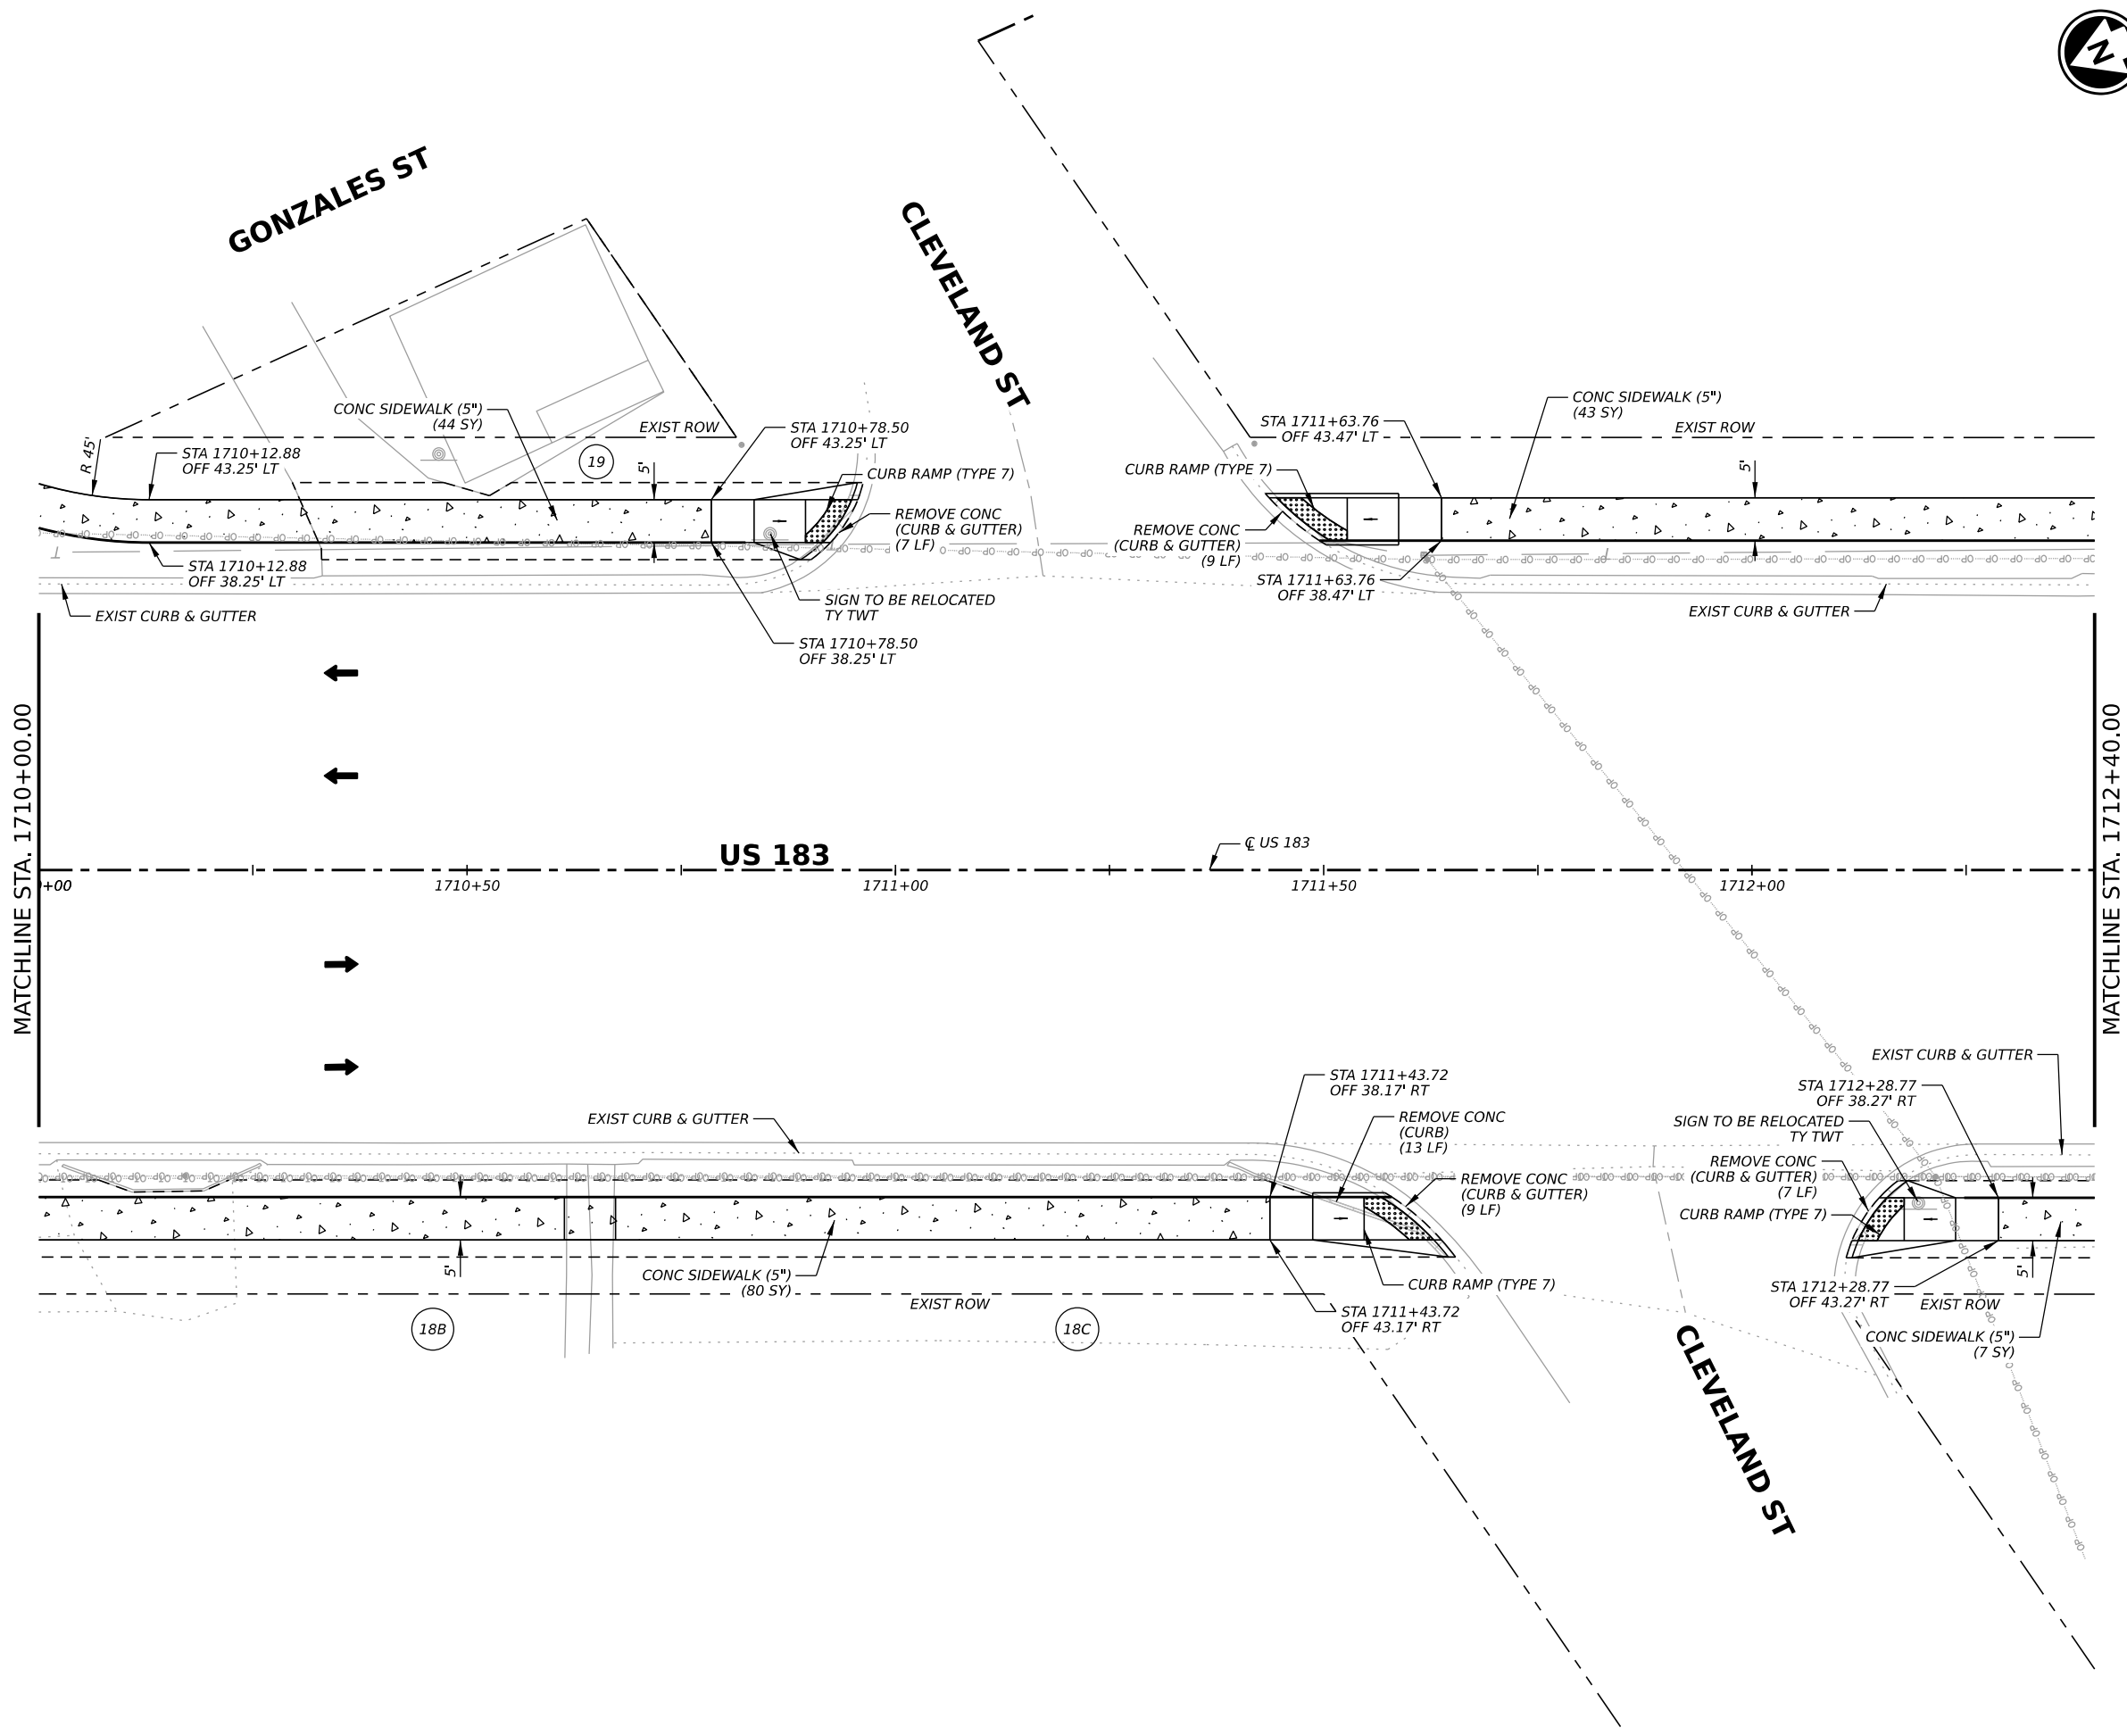 N
GONZALES ST
CLEVELAND ST
CONC SIDEWALK (5")
(44 SY)
EXIST ROW
R 45'
STA 1710+12.88
OFF 43.25' LT
19
5'
STA 1710+78.50
OFF 43.25' LT
CURB RAMP (TYPE 7)
REMOVE CONC
(CURB & GUTTER)
(7 LF)
STA 1710+12.88
OFF 38.25' LT
EXIST CURB & GUTTER
SIGN TO BE RELOCATED
TY TWT
STA 1710+78.50
OFF 38.25' LT
STA 1711+63.76
OFF 43.47' LT
CURB RAMP (TYPE 7)
REMOVE CONC
(CURB & GUTTER)
(9 LF)
STA 1711+63.76
OFF 38.47' LT
CONC SIDEWALK (5")
(43 SY)
EXIST ROW
5'
EXIST CURB & GUTTER
MATCHLINE STA. 1710+00.00
US 183
℄ US 183
+00
1710+50
1711+00
1711+50
1712+00
MATCHLINE STA. 1712+40.00
EXIST CURB & GUTTER
STA 1711+43.72
OFF 38.17' RT
REMOVE CONC
(CURB)
(13 LF)
REMOVE CONC
(CURB & GUTTER)
(9 LF)
CURB RAMP (TYPE 7)
STA 1711+43.72
OFF 43.17' RT
5'
CONC SIDEWALK (5")
(80 SY)
EXIST ROW
18B
18C
EXIST CURB & GUTTER
STA 1712+28.77
OFF 38.27' RT
SIGN TO BE RELOCATED
TY TWT
REMOVE CONC
(CURB & GUTTER)
(7 LF)
CURB RAMP (TYPE 7)
STA 1712+28.77
OFF 43.27' RT
5'
EXIST ROW
CONC SIDEWALK (5")
(7 SY)
CLEVELAND ST